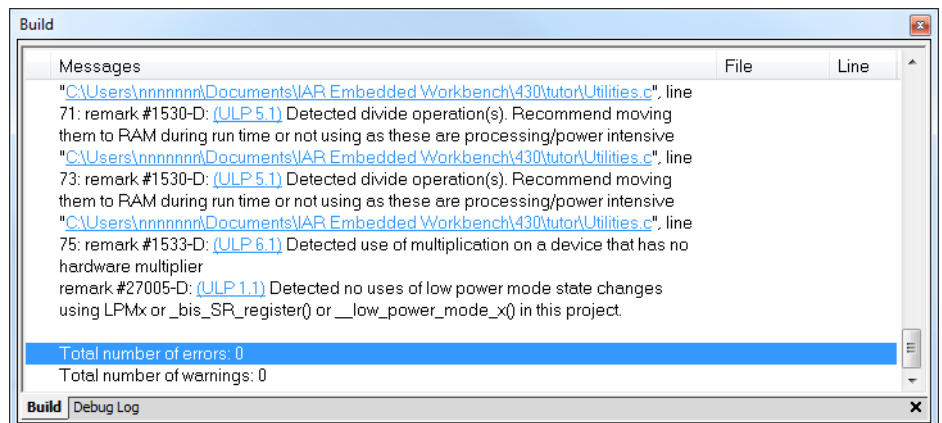 Build
Messages File Line
"C:\Users\nnnnnnn\Documents\IAR Embedded Workbench\430\tutor\Utilities.c", line
71: remark #1530-D: (ULP 5.1) Detected divide operation(s). Recommend moving
them to RAM during run time or not using as these are processing/power intensive
"C:\Users\nnnnnnn\Documents\IAR Embedded Workbench\430\tutor\Utilities.c", line
73: remark #1530-D: (ULP 5.1) Detected divide operation(s). Recommend moving
them to RAM during run time or not using as these are processing/power intensive
"C:\Users\nnnnnnn\Documents\IAR Embedded Workbench\430\tutor\Utilities.c", line
75: remark #1533-D: (ULP 6.1) Detected use of multiplication on a device that has no
hardware multiplier
remark #27005-D: (ULP 1.1) Detected no uses of low power mode state changes
using LPMx or _bis_SR_register() or __low_power_mode_x() in this project.
Total number of errors: 0
Total number of warnings: 0
Build Debug Log